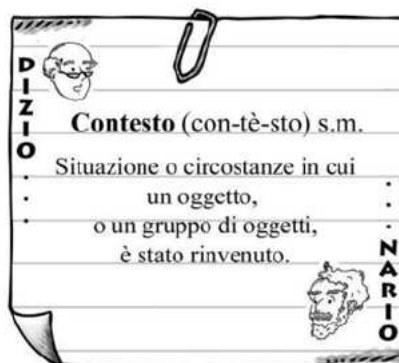 DIZIO...
Contesto (con-tè-sto) s.m.
Situazione o circostanze in cui
un oggetto,
o un gruppo di oggetti,
è stato rinvenuto.
...NARIO